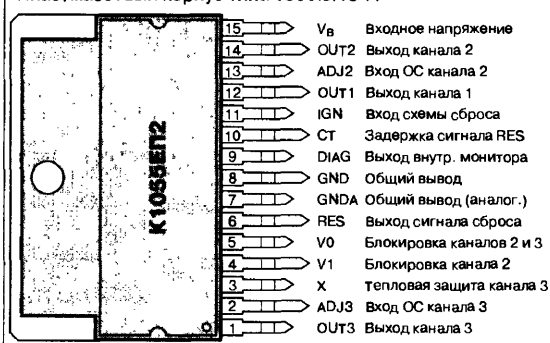 15 VB Входное напряжение
14 OUT2 Выход канала 2
13 ADJ2 Вход ОС канала 2
12 OUT1 Выход канала 1
11 IGN Вход схемы сброса
10 CT Задержка сигнала RES
9 DIAG Выход внутр. монитора
8 GND Общий вывод
7 GNDA Общий вывод (аналог.)
6 RES Выход сигнала сброса
5 V0 Блокировка каналов 2 и 3
4 V1 Блокировка канала 2
3 X тепловая защита канала 3
2 ADJ3 Вход ОС канала 3
1 OUT3 Выход канала 3
К1055ЕП2